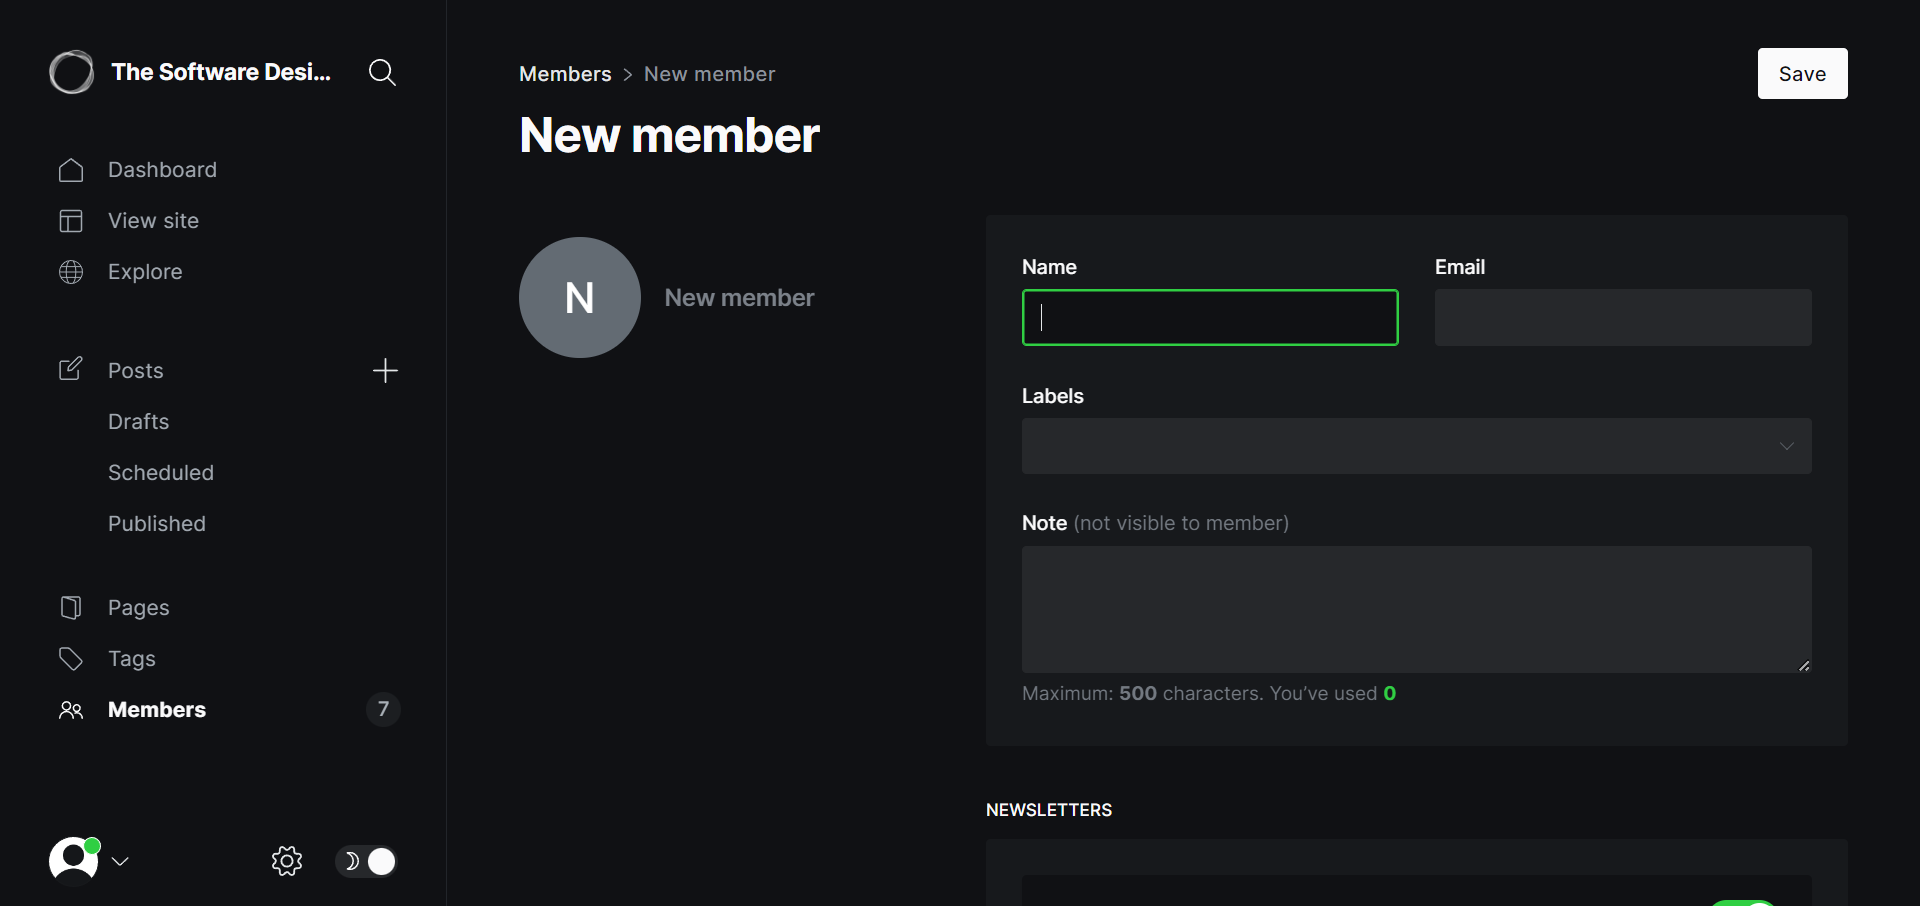 The Software Desi...
Dashboard
View site
Explore
Posts
Drafts
Scheduled
Published
Pages
Tags
Members
7
Members > New member
Save
New member
N
New member
Name
Email
Labels
Note (not visible to member)
Maximum: 500 characters. You’ve used 0
NEWSLETTERS